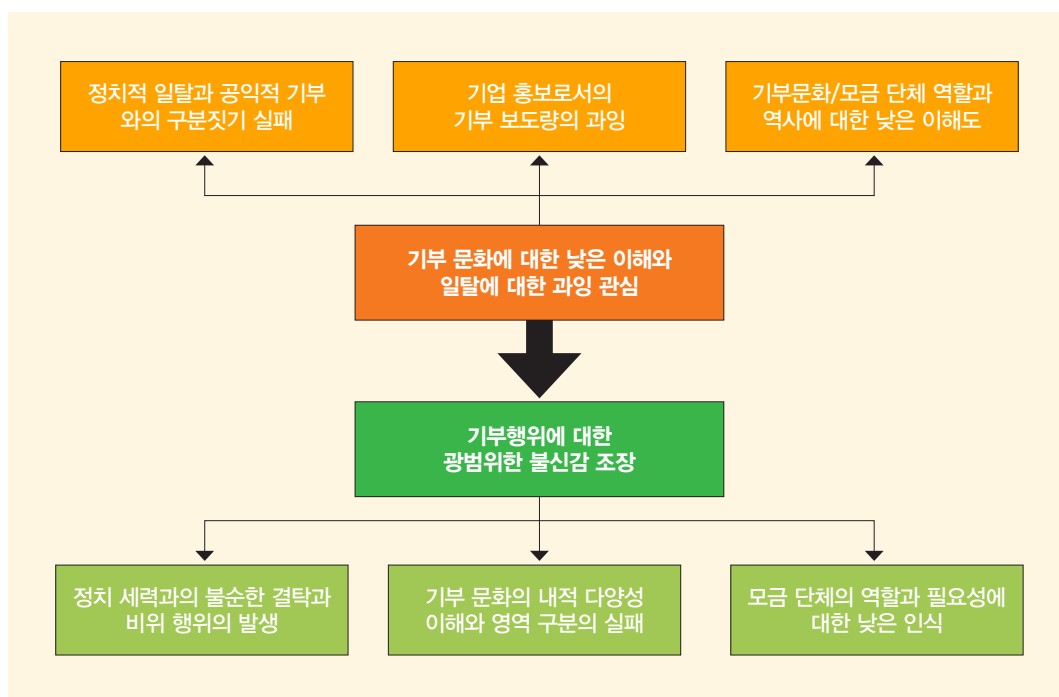 정치적 일탈과 공익적 기부
와의 구분짓기 실패
기업 홍보로서의
기부 보도량의 과잉
기부문화/모금 단체 역할과
역사에 대한 낮은 이해도
기부 문화에 대한 낮은 이해와
일탈에 대한 과잉 관심
기부행위에 대한
광범위한 불신감 조장
정치 세력과의 불순한 결탁과
비위 행위의 발생
기부 문화의 내적 다양성
이해와 영역 구분의 실패
모금 단체의 역할과 필요성에
대한 낮은 인식